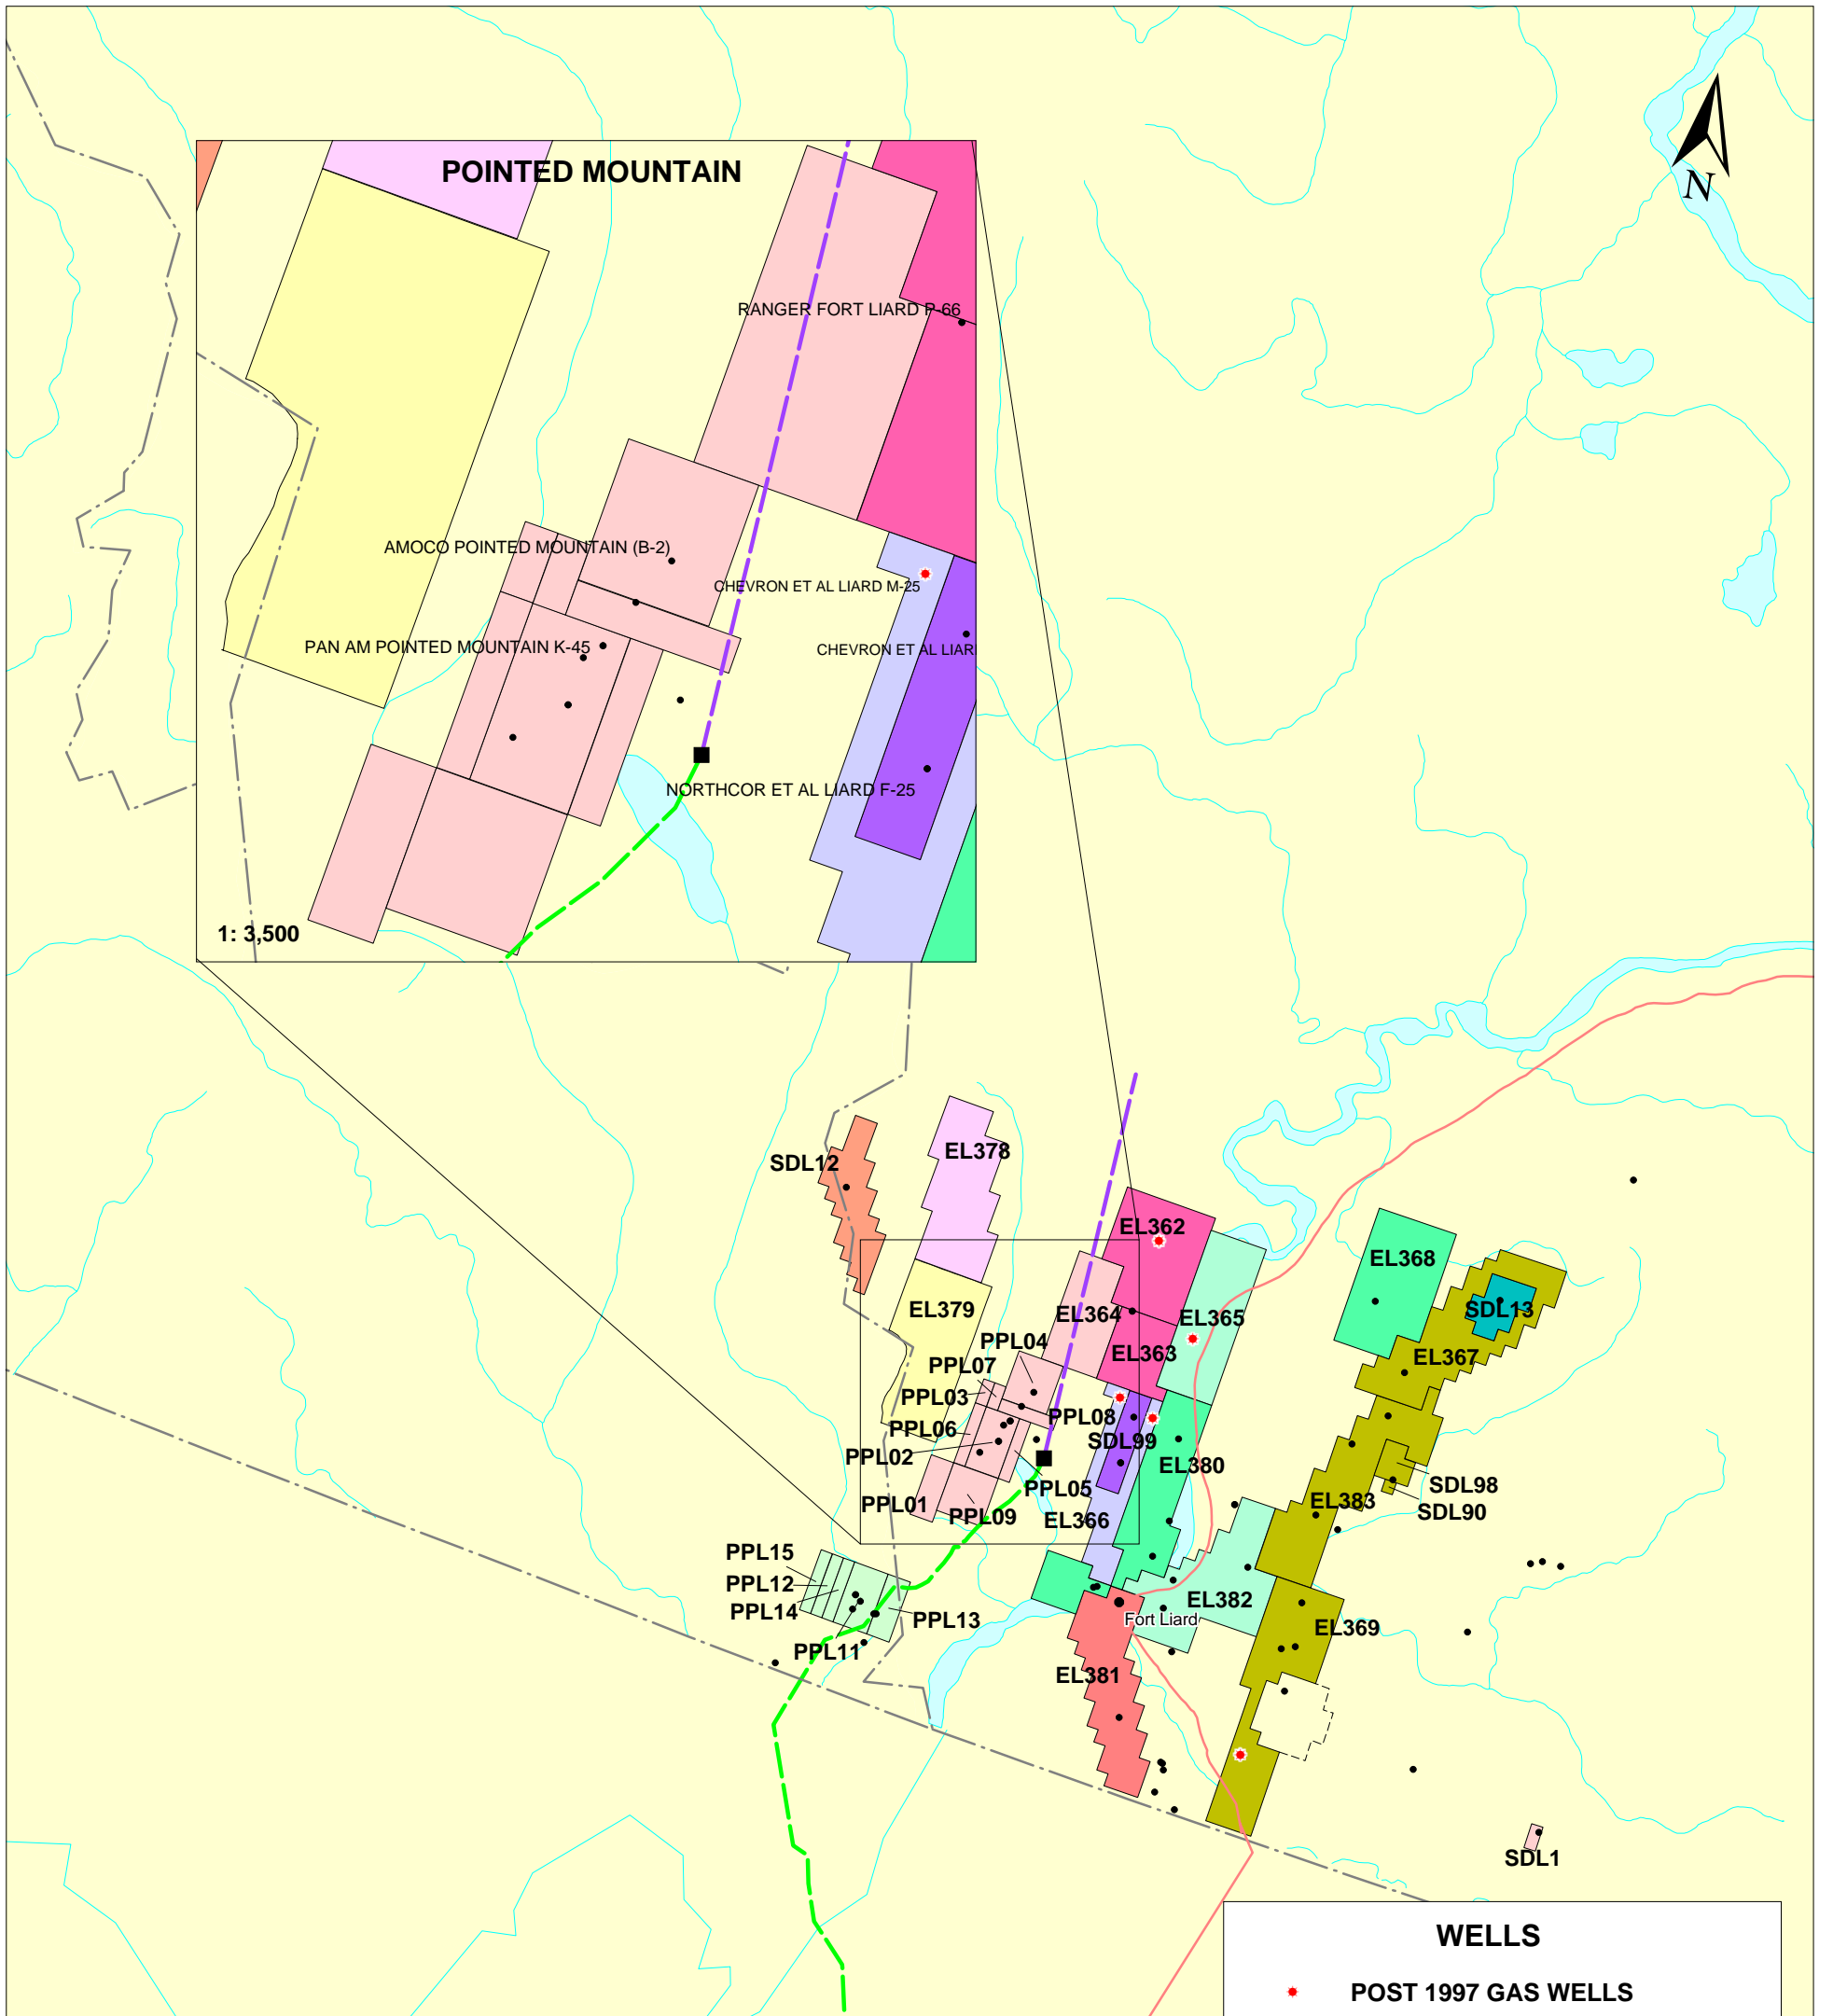 POINTED MOUNTAIN
N
RANGER FORT LIARD P-66
AMOCO POINTED MOUNTAIN (B-2)
CHEVRON ET AL LIARD M-25
PAN AM POINTED MOUNTAIN K-45
CHEVRON ET AL LIAR
NORTHCOR ET AL LIARD F-25
1: 3,500
EL378
SDL12
EL362
EL368
EL379
EL364
EL365
SDL13
PPL04
EL363
EL367
PPL07
PPL03
PPL08
PPL06
SDL99
PPL02
EL380
SDL98
PPL05
EL383
PPL01
SDL90
PPL09
EL366
PPL15
PPL12
EL382
PPL14
PPL13
Fort Liard
EL369
PPL11
EL381
SDL1
WELLS
POST 1997 GAS WELLS